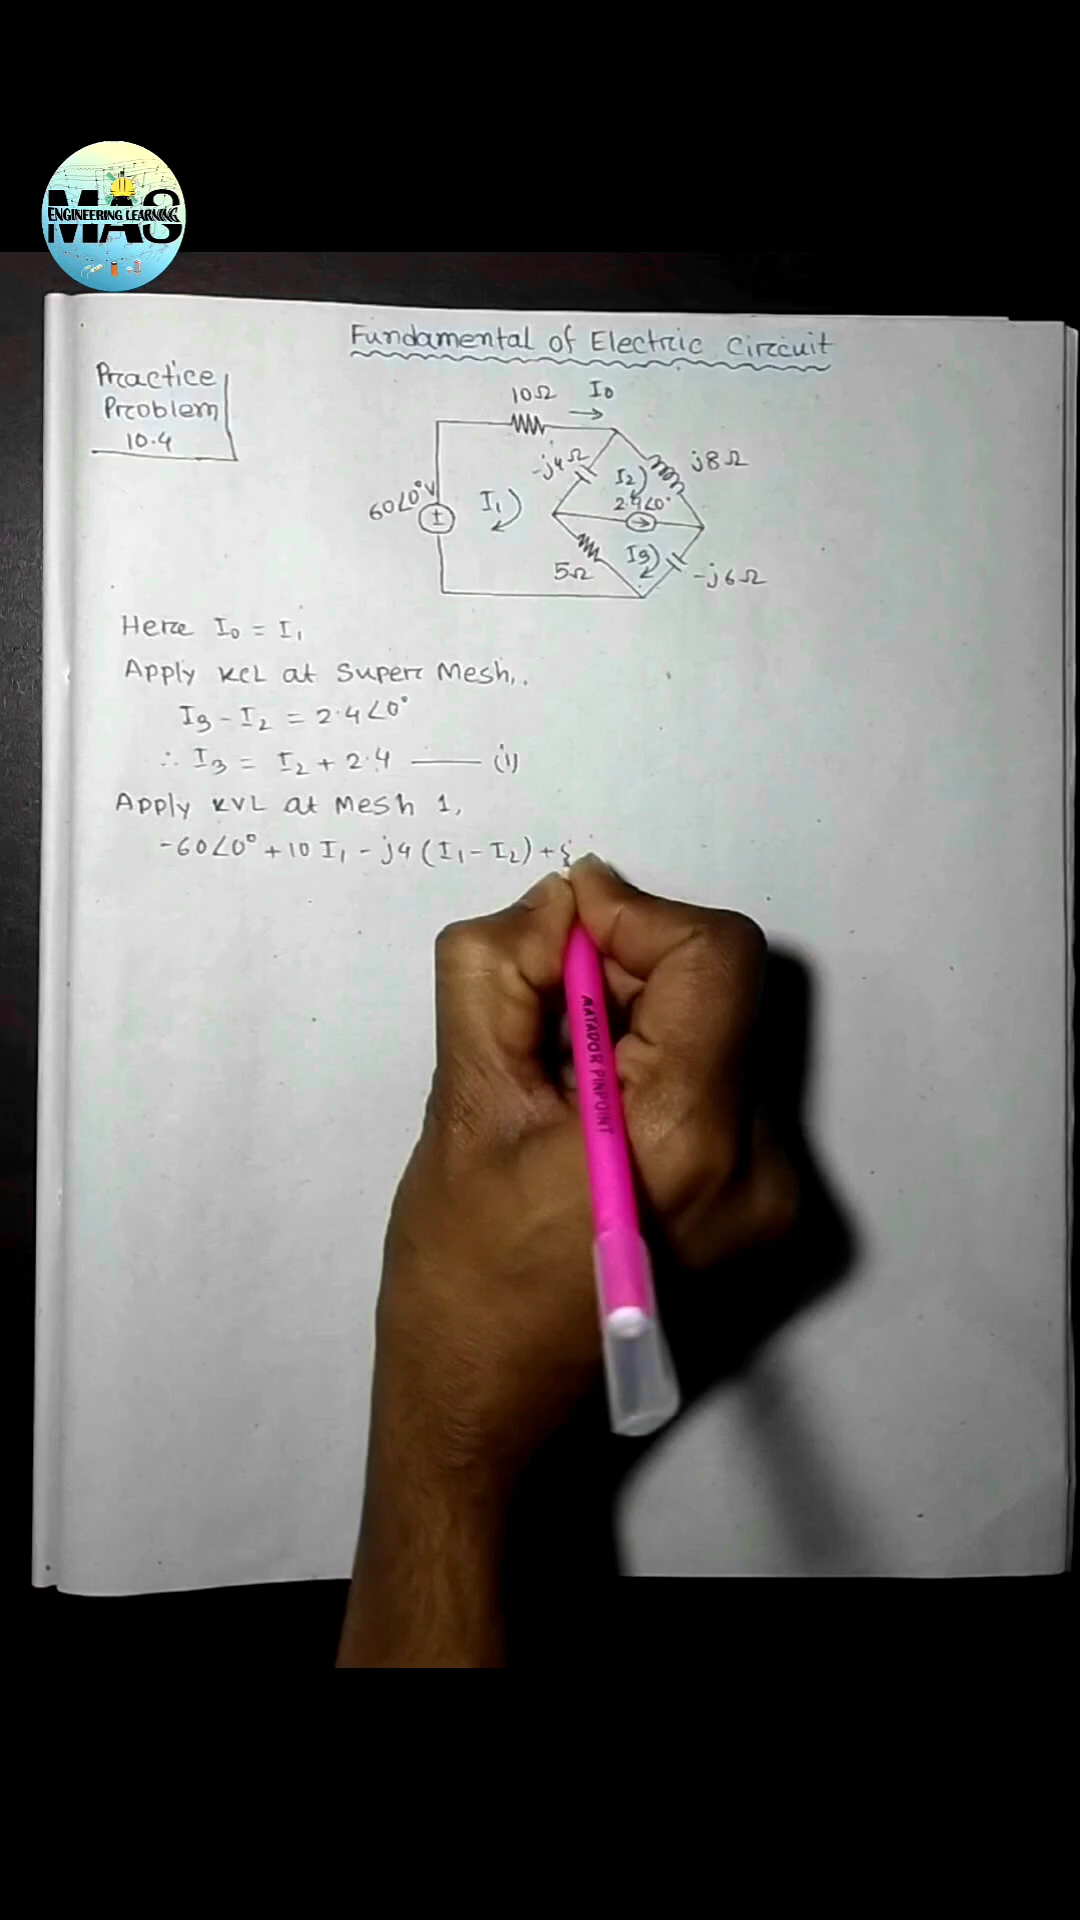 MAS
ENGINEERING LEARNING
Fundamental of Electric Circuit
Practice
Problem
10.4
10Ω I₀
-j4Ω
j8Ω
I₂
2.4∠0°
60∠0°V
I₁
I₃
5Ω
-j6Ω
Here I₀ = I₁
Apply KCL at Super Mesh,.
I₃ - I₂ = 2.4∠0°
∴ I₃ = I₂ + 2.4 —— (i)
Apply KVL at Mesh 1,
-60∠0° + 10 I₁ - j4 (I₁ - I₂) + 5
MATADOR PINPOINT